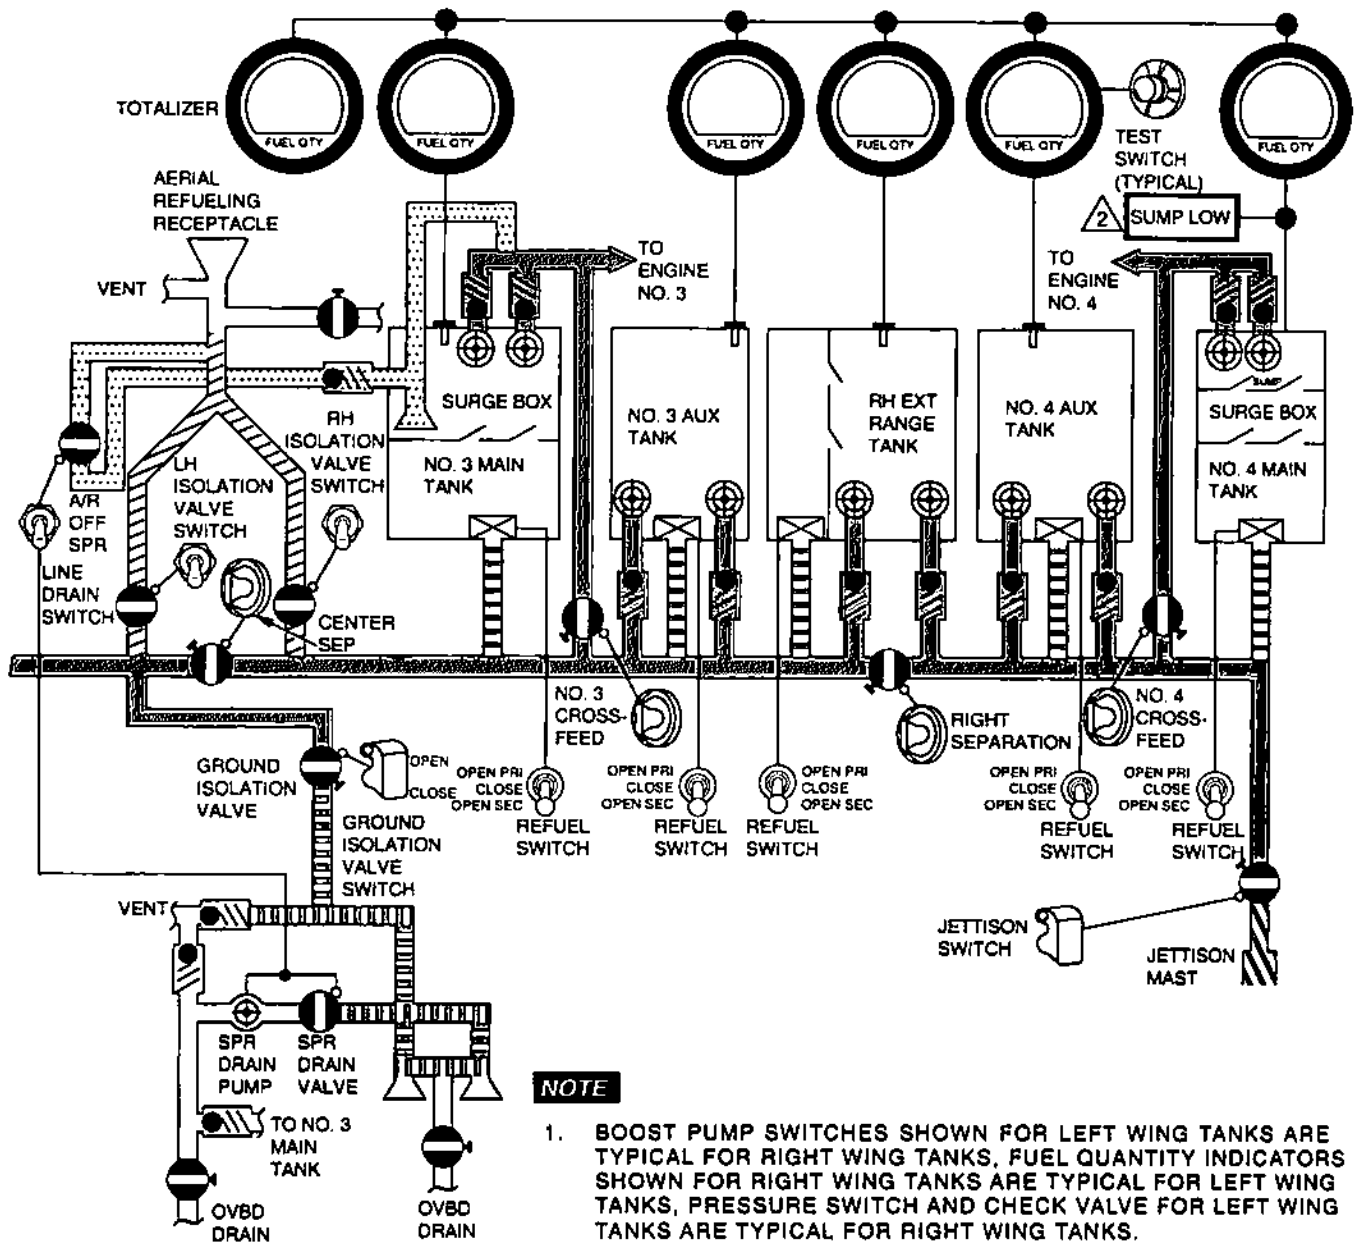 TOTALIZER
FUEL QTY
FUEL QTY
FUEL QTY
FUEL QTY
FUEL QTY
FUEL QTY
TEST
SWITCH
(TYPICAL)
2
SUMP LOW
AERIAL
REFUELING
RECEPTACLE
VENT
TO
ENGINE
NO. 3
TO
ENGINE
NO. 4
RH
ISOLATION
VALVE
SWITCH
SURGE BOX
NO. 3 MAIN
TANK
NO. 3 AUX
TANK
RH EXT
RANGE
TANK
NO. 4 AUX
TANK
SUMP
SURGE BOX
NO. 4 MAIN
TANK
LH
ISOLATION
VALVE
SWITCH
A/R
OFF
SPR
LINE
DRAIN
SWITCH
CENTER
SEP
NO. 3
CROSS-
FEED
RIGHT
SEPARATION
NO. 4
CROSS-
FEED
GROUND
ISOLATION
VALVE
OPEN
CLOSE
GROUND
ISOLATION
VALVE
SWITCH
OPEN PRI
CLOSE
OPEN SEC
REFUEL
SWITCH
OPEN PRI
CLOSE
OPEN SEC
REFUEL
SWITCH
OPEN PRI
CLOSE
OPEN SEC
REFUEL
SWITCH
OPEN PRI
CLOSE
OPEN SEC
REFUEL
SWITCH
OPEN PRI
CLOSE
OPEN SEC
REFUEL
SWITCH
VENT
JETTISON
SWITCH
JETTISON
MAST
SPR
DRAIN
PUMP
SPR
DRAIN
VALVE
TO NO. 3
MAIN
TANK
OVBD
DRAIN
OVBD
DRAIN
NOTE
1. BOOST PUMP SWITCHES SHOWN FOR LEFT WING TANKS ARE
TYPICAL FOR RIGHT WING TANKS, FUEL QUANTITY INDICATORS
SHOWN FOR RIGHT WING TANKS ARE TYPICAL FOR LEFT WING
TANKS, PRESSURE SWITCH AND CHECK VALVE FOR LEFT WING
TANKS ARE TYPICAL FOR RIGHT WING TANKS.